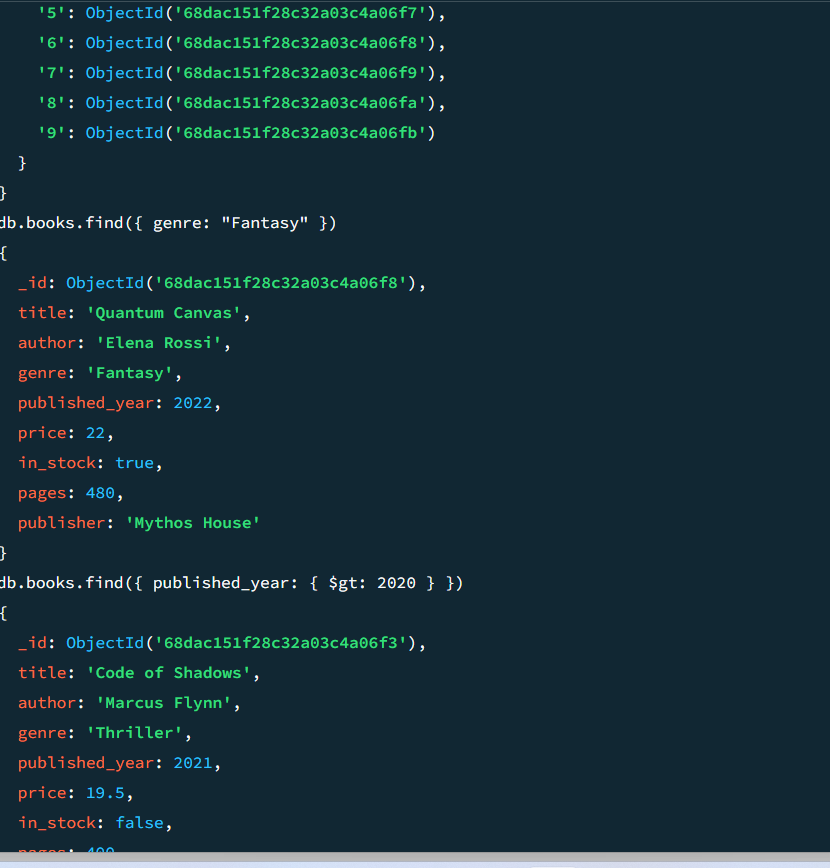 '5': ObjectId('68dac151f28c32a03c4a06f7'),
'6': ObjectId('68dac151f28c32a03c4a06f8'),
'7': ObjectId('68dac151f28c32a03c4a06f9'),
'8': ObjectId('68dac151f28c32a03c4a06fa'),
'9': ObjectId('68dac151f28c32a03c4a06fb')
}
}
db.books.find({ genre: "Fantasy" })
{
_id: ObjectId('68dac151f28c32a03c4a06f8'),
title: 'Quantum Canvas',
author: 'Elena Rossi',
genre: 'Fantasy',
published_year: 2022,
price: 22,
in_stock: true,
pages: 480,
publisher: 'Mythos House'
}
db.books.find({ published_year: { $gt: 2020 } })
{
_id: ObjectId('68dac151f28c32a03c4a06f3'),
title: 'Code of Shadows',
author: 'Marcus Flynn',
genre: 'Thriller',
published_year: 2021,
price: 19.5,
in_stock: false,
pages: 400